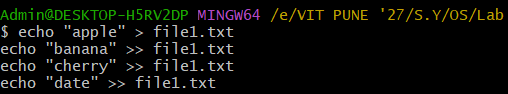 Admin@DESKTOP-H5RV2DP MINGW64 /e/VIT PUNE '27/S.Y/OS/Lab
$ echo "apple" > file1.txt
echo "banana" >> file1.txt
echo "cherry" >> file1.txt
echo "date" >> file1.txt